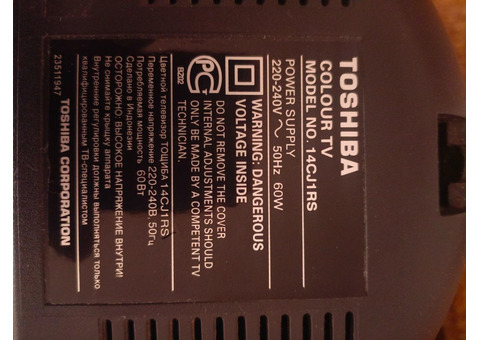 TOSHIBA
COLOUR TV
MODEL NO. 14CJ1RS
POWER SUPPLY
220-240V ~ 50Hz 60W
WARNING: DANGEROUS
VOLTAGE INSIDE
DO NOT REMOVE THE COVER
INTERNAL ADJUSTMENTS SHOULD
ONLY BE MADE BY A COMPETENT TV
TECHNICIAN.
PC
BZ02
Цветной телевизор ТОШИБА 14CJ1RS
Переменное напряжение 220-240В, 50гц
Потребляемая мощность 60Вт
Сделано в Индонезии
ОСТОРОЖНО: ВЫСОКОЕ НАПРЯЖЕНИЕ ВНУТРИ!
Не снимайте крышку аппарата
Внутренние регулировки должны выполняться только
квалифицированным ТВ-специалистом
23511947
TOSHIBA CORPORATION